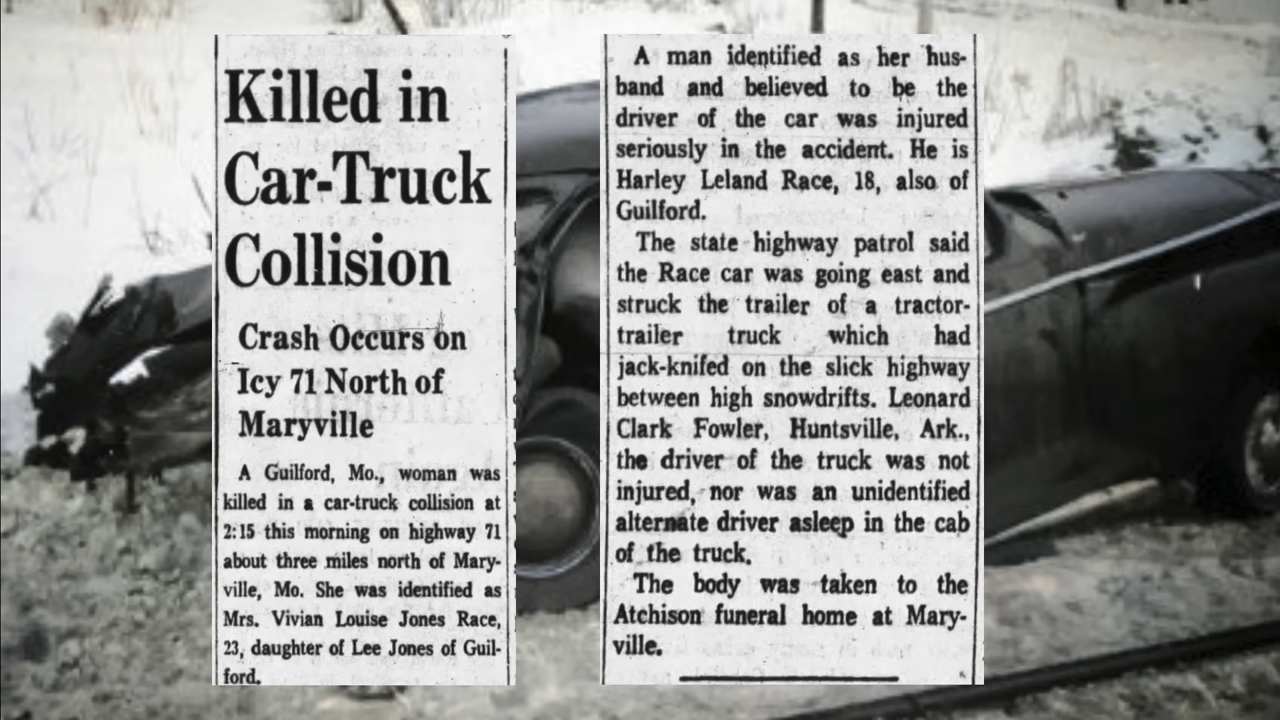 Killed in
Car-Truck
Collision
Crash Occurs on
Icy 71 North of
Maryville
A Guilford, Mo., woman was
killed in a car-truck collision at
2:15 this morning on highway 71
about three miles north of Mary-
ville, Mo. She was identified as
Mrs. Vivian Louise Jones Race,
23, daughter of Lee Jones of Guil-
ford.
A man identified as her hus-
band and believed to be the
driver of the car was injured
seriously in the accident. He is
Harley Leland Race, 18, also of
Guilford.
The state highway patrol said
the Race car was going east and
struck the trailer of a tractor-
trailer truck which had
jack-knifed on the slick highway
between high snowdrifts. Leonard
Clark Fowler, Huntsville, Ark.,
the driver of the truck was not
injured, nor was an unidentified
alternate driver asleep in the cab
of the truck.
The body was taken to the
Atchison funeral home at Mary-
ville.